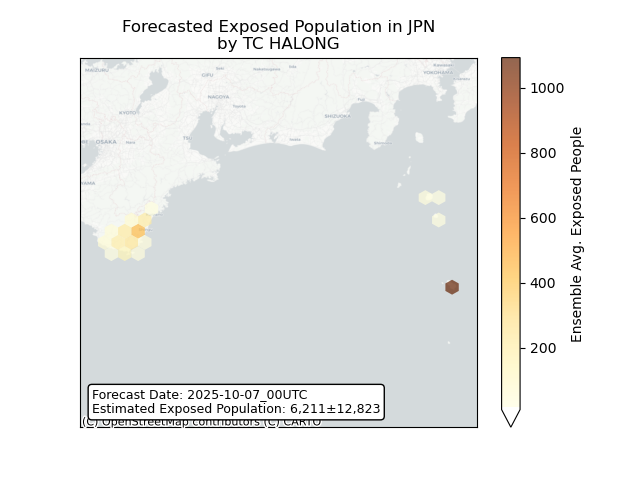 Forecasted Exposed Population in JPN
by TC HALONG
MAIZURU
GIFU
YOKOHAMA
NAGOYA
KYOTO
SHIZUOKA
OSAKA
1000
800
600
400
200
Ensemble Avg. Exposed People
Forecast Date: 2025-10-07_00UTC
Estimated Exposed Population: 6,211±12,823
(C) OpenStreetMap contributors (C) CARTO